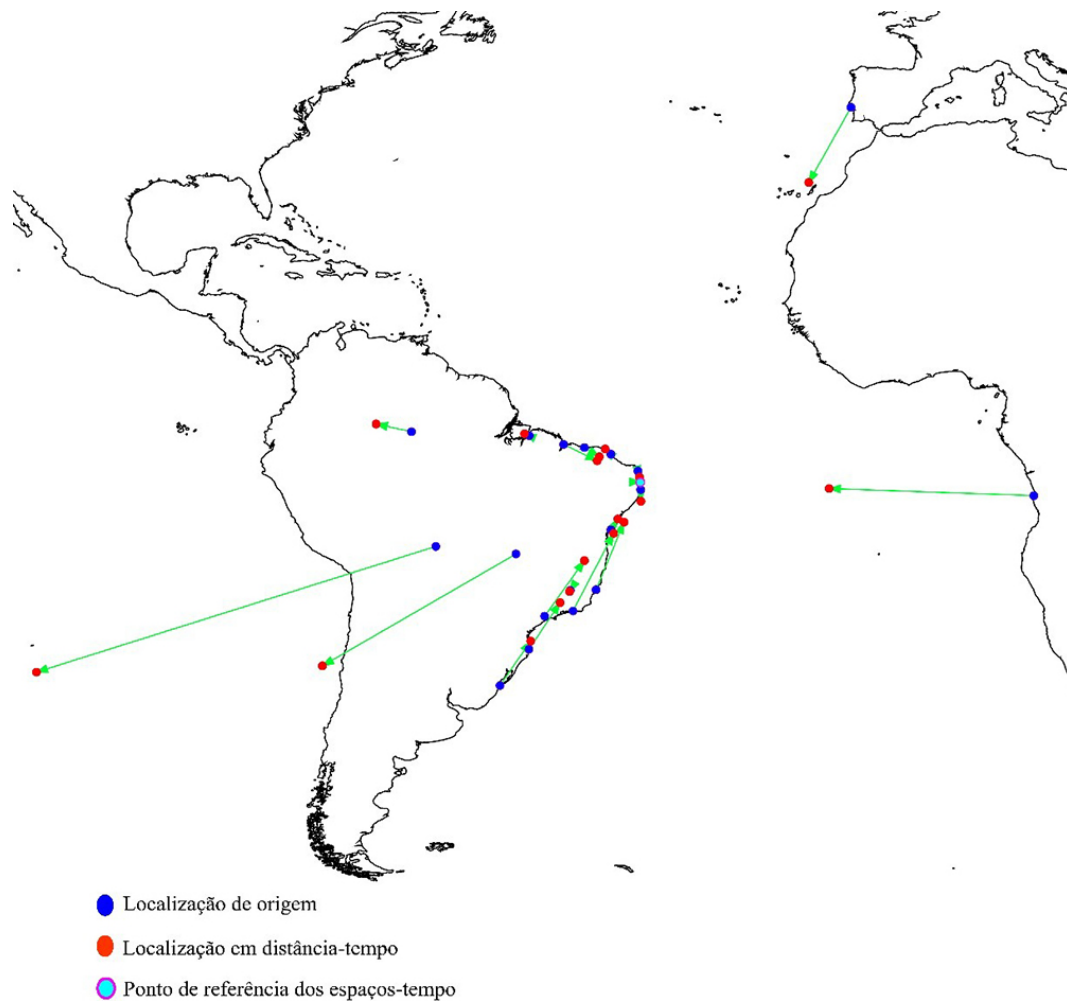 Localização de origem
Localização em distância-tempo
Ponto de referência dos espaços-tempo